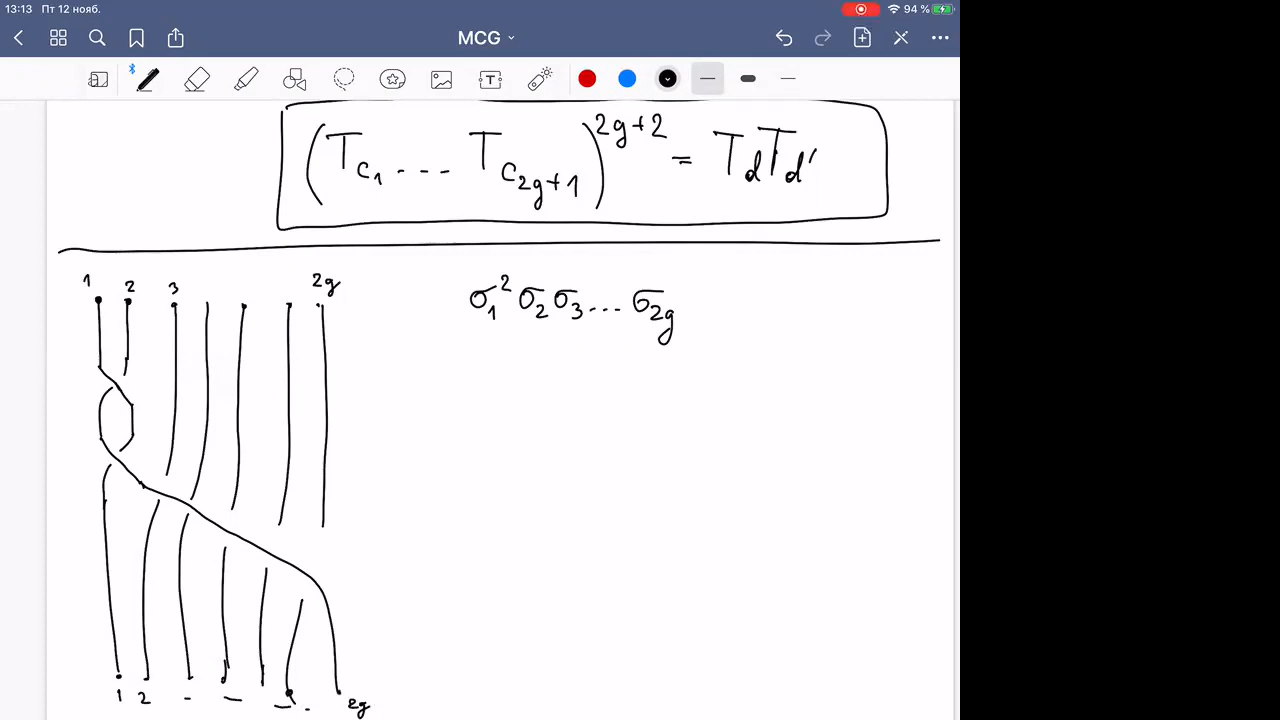 13:13 Пт 12 нояб. 94 %
MCG
(T_{c_1} ... T_{c_{2g+1}})^{2g+2} = T_d T_{d'}
1 2 3 2g
σ_1^2 σ_2 σ_3 ... σ_{2g}
1 2 - - - . 2g